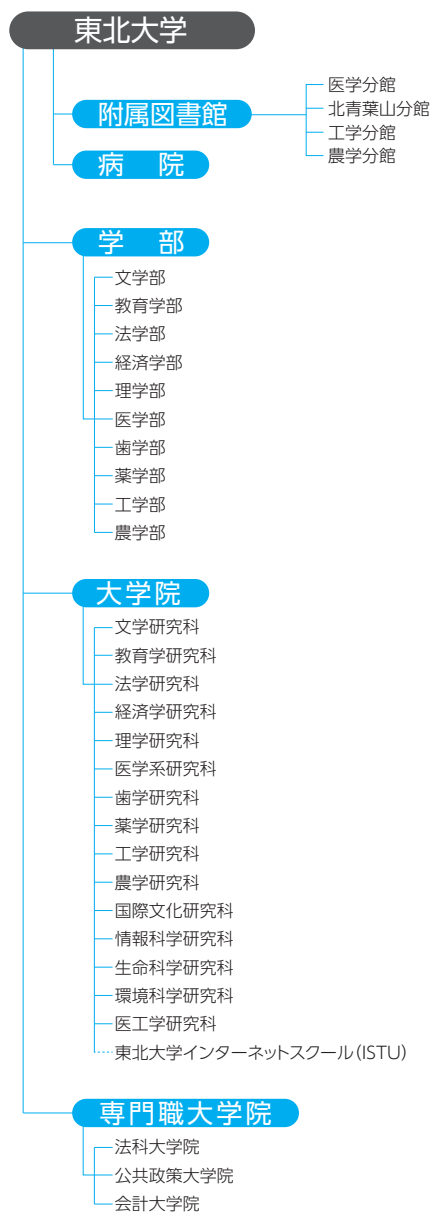 東北大学
附属図書館
医学分館
北青葉山分館
工学分館
農学分館
病　院
学　部
文学部
教育学部
法学部
経済学部
理学部
医学部
歯学部
薬学部
工学部
農学部
大学院
文学研究科
教育学研究科
法学研究科
経済学研究科
理学研究科
医学系研究科
歯学研究科
薬学研究科
工学研究科
農学研究科
国際文化研究科
情報科学研究科
生命科学研究科
環境科学研究科
医工学研究科
東北大学インターネットスクール(ISTU)
専門職大学院
法科大学院
公共政策大学院
会計大学院